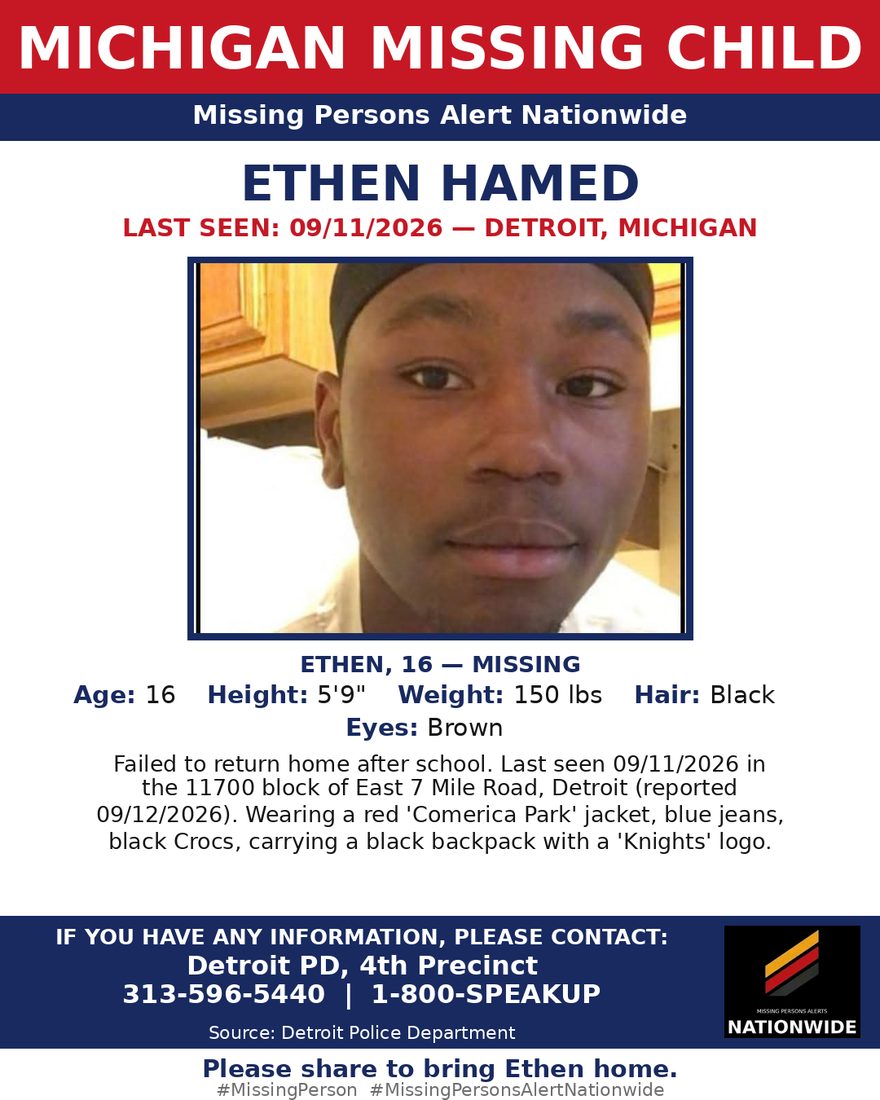 MICHIGAN MISSING CHILD
Missing Persons Alert Nationwide
ETHEN HAMED
LAST SEEN: 09/11/2026 — DETROIT, MICHIGAN
ETHEN, 16 — MISSING
Age: 16 Height: 5'9" Weight: 150 lbs Hair: Black
Eyes: Brown
Failed to return home after school. Last seen 09/11/2026 in
the 11700 block of East 7 Mile Road, Detroit (reported
09/12/2026). Wearing a red 'Comerica Park' jacket, blue jeans,
black Crocs, carrying a black backpack with a 'Knights' logo.
IF YOU HAVE ANY INFORMATION, PLEASE CONTACT:
Detroit PD, 4th Precinct
313-596-5440 | 1-800-SPEAKUP
Source: Detroit Police Department
MISSING PERSONS ALERTS
NATIONWIDE
Please share to bring Ethen home.
#MissingPerson #MissingPersonsAlertNationwide